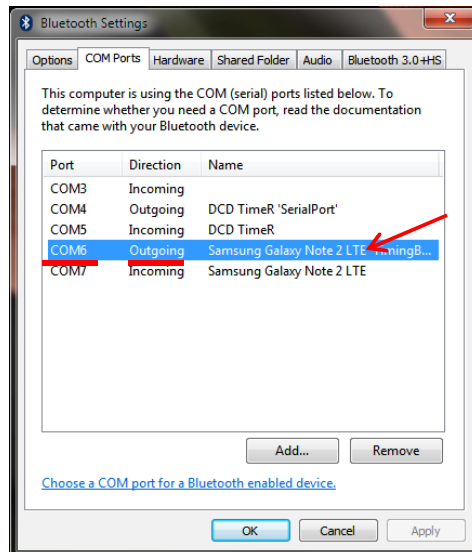 Bluetooth Settings
Options COM Ports Hardware Shared Folder Audio Bluetooth 3.0+HS
This computer is using the COM (serial) ports listed below. To
determine whether you need a COM port, read the documentation
that came with your Bluetooth device.
Port Direction Name
COM3 Incoming
COM4 Outgoing DCD TimeR 'SerialPort'
COM5 Incoming DCD TimeR
COM6 Outgoing Samsung Galaxy Note 2 LTE
COM7 Incoming Samsung Galaxy Note 2 LTE
Add... Remove
Choose a COM port for a Bluetooth enabled device.
OK Cancel Apply